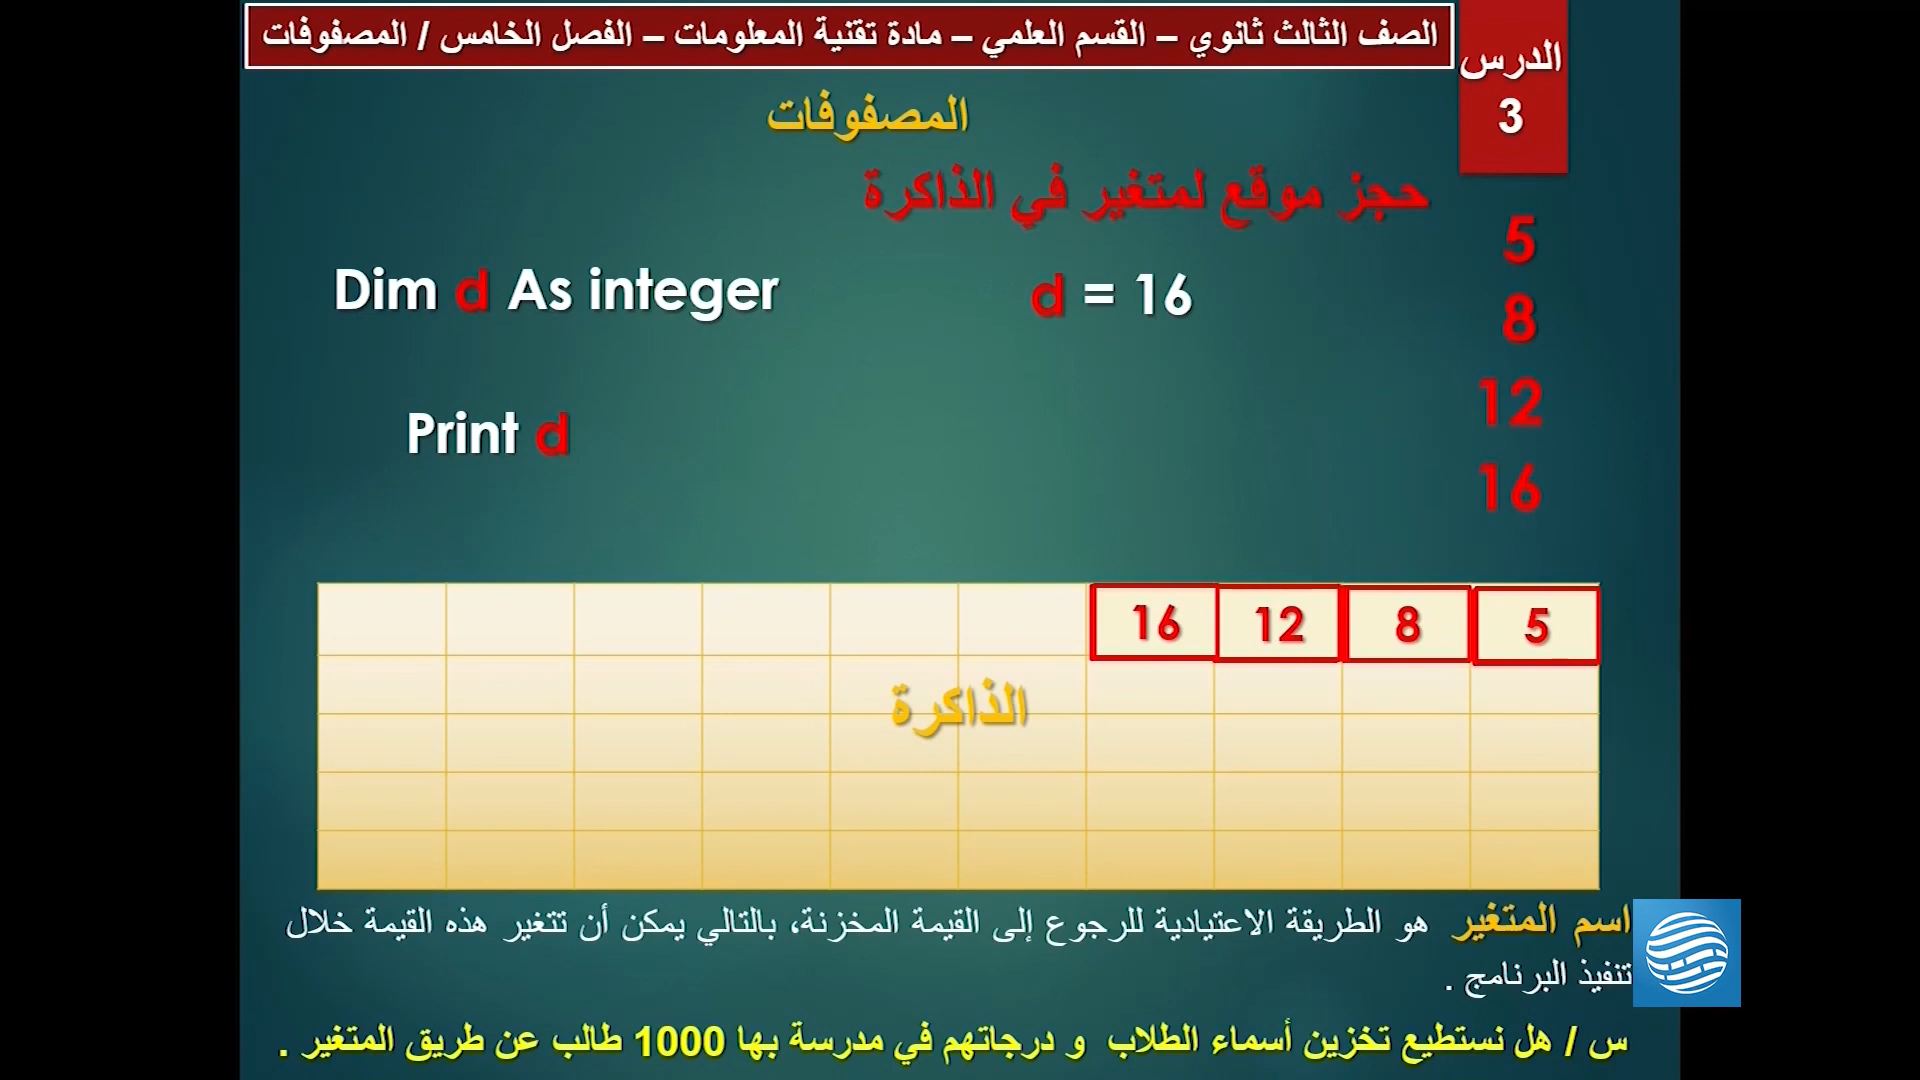 الصف الثالث ثانوي – القسم العلمي – مادة تقنية المعلومات – الفصل الخامس / المصفوفات
الدرس
3
المصفوفات
حجز موقع لمتغير في الذاكرة
5
Dim d As integer
d = 16
8
12
Print d
16
16 12 8 5
الذاكرة
اسم المتغير هو الطريقة الاعتيادية للرجوع إلى القيمة المخزنة، بالتالي يمكن أن تتغير هذه القيمة خلال
تنفيذ البرنامج .
س / هل نستطيع تخزين أسماء الطلاب و درجاتهم في مدرسة بها 1000 طالب عن طريق المتغير .